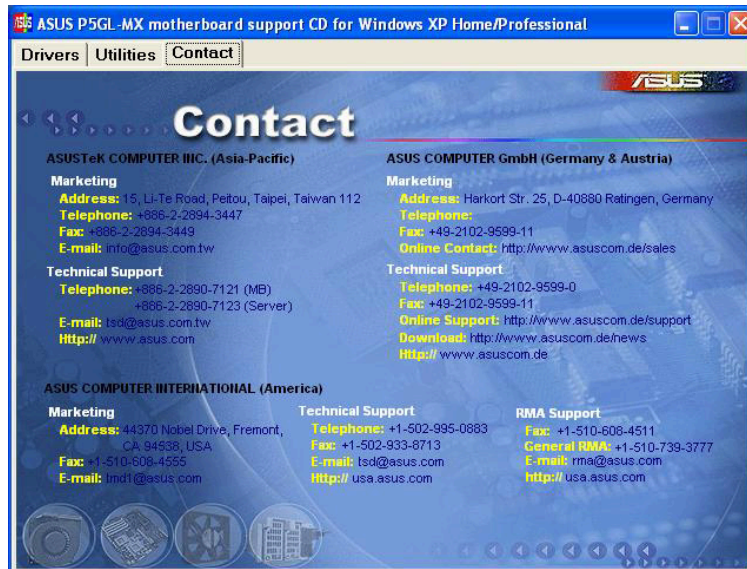 ASUS P5GL-MX motherboard support CD for Windows XP Home/Professional
Drivers Utilities Contact
ASUS
Contact
ASUSTeK COMPUTER INC. (Asia-Pacific)
Marketing
Address: 15, Li-Te Road, Peitou, Taipei, Taiwan 112
Telephone: +886-2-2894-3447
Fax: +886-2-2894-3449
E-mail: info@asus.com.tw
Technical Support
Telephone: +886-2-2890-7121 (MB)
+886-2-2890-7123 (Server)
E-mail: tsd@asus.com.tw
Http:// www.asus.com
ASUS COMPUTER GmbH (Germany & Austria)
Marketing
Address: Harkort Str. 25, D-40880 Ratingen, Germany
Telephone:
Fax: +49-2102-9599-11
Online Contact: http://www.asuscom.de/sales
Technical Support
Telephone: +49-2102-9599-0
Fax: +49-2102-9599-11
Online Support: http://www.asuscom.de/support
Download: http://www.asuscom.de/news
Http:// www.asuscom.de
ASUS COMPUTER INTERNATIONAL (America)
Marketing
Address: 44370 Nobel Drive, Fremont,
CA 94538, USA
Fax: +1-510-608-4555
E-mail: tmd1@asus.com
Technical Support
Telephone: +1-502-995-0883
Fax: +1-502-933-8713
E-mail: tsd@asus.com
Http:// usa.asus.com
RMA Support
Fax: +1-510-608-4511
General RMA: +1-510-739-3777
E-mail: rma@asus.com
http:// usa.asus.com